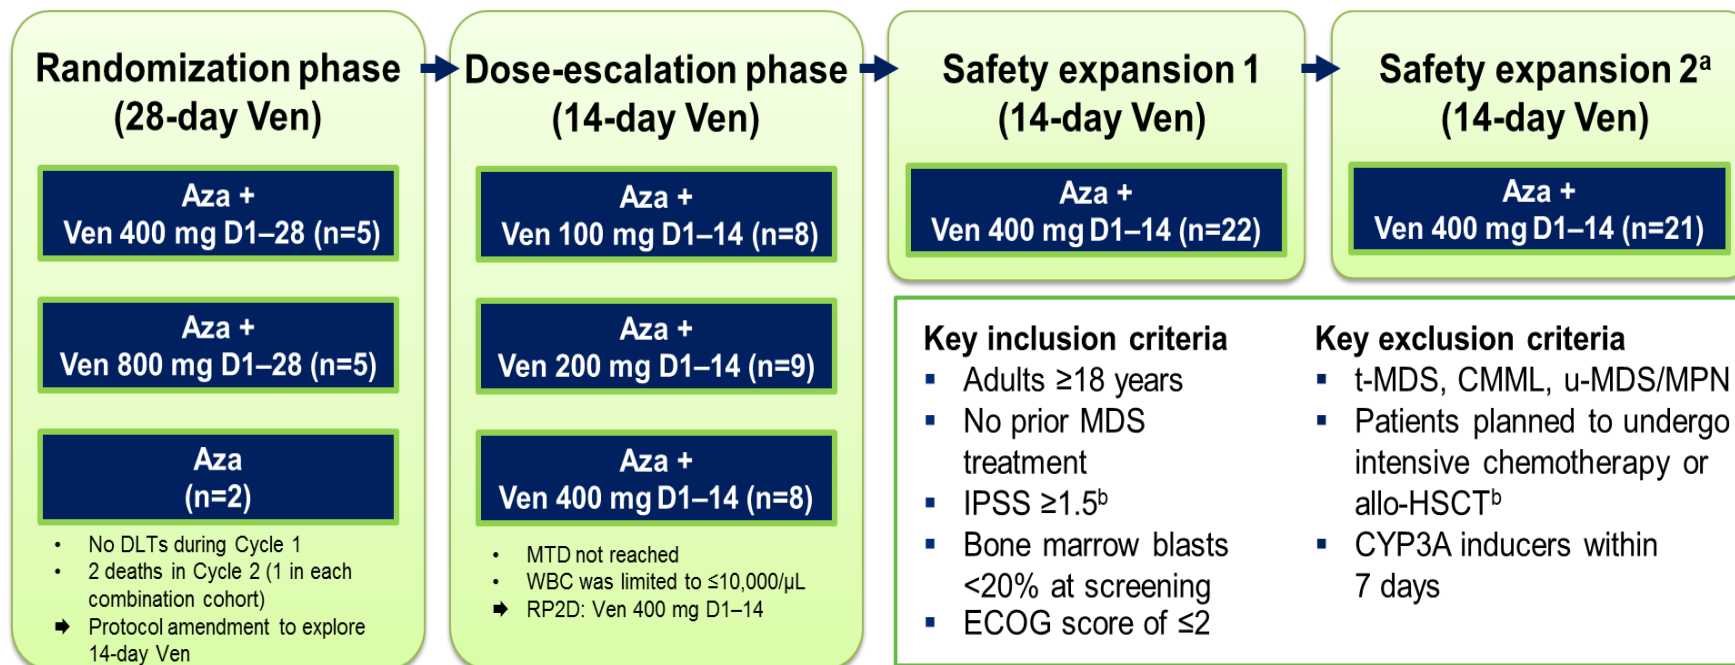 Randomization phase
(28-day Ven)
Aza +
Ven 400 mg D1–28 (n=5)
Aza +
Ven 800 mg D1–28 (n=5)
Aza
(n=2)
• No DLTs during Cycle 1
• 2 deaths in Cycle 2 (1 in each
combination cohort)
➡ Protocol amendment to explore
14-day Ven
Dose-escalation phase
(14-day Ven)
Aza +
Ven 100 mg D1–14 (n=8)
Aza +
Ven 200 mg D1–14 (n=9)
Aza +
Ven 400 mg D1–14 (n=8)
• MTD not reached
• WBC was limited to ≤10,000/µL
➡ RP2D: Ven 400 mg D1–14
Safety expansion 1
(14-day Ven)
Aza +
Ven 400 mg D1–14 (n=22)
Safety expansion 2ᵃ
(14-day Ven)
Aza +
Ven 400 mg D1–14 (n=21)
Key inclusion criteria
▪ Adults ≥18 years
▪ No prior MDS
treatment
▪ IPSS ≥1.5ᵇ
▪ Bone marrow blasts
<20% at screening
▪ ECOG score of ≤2
Key exclusion criteria
▪ t-MDS, CMML, u-MDS/MPN
▪ Patients planned to undergo
intensive chemotherapy or
allo-HSCTᵇ
▪ CYP3A inducers within
7 days